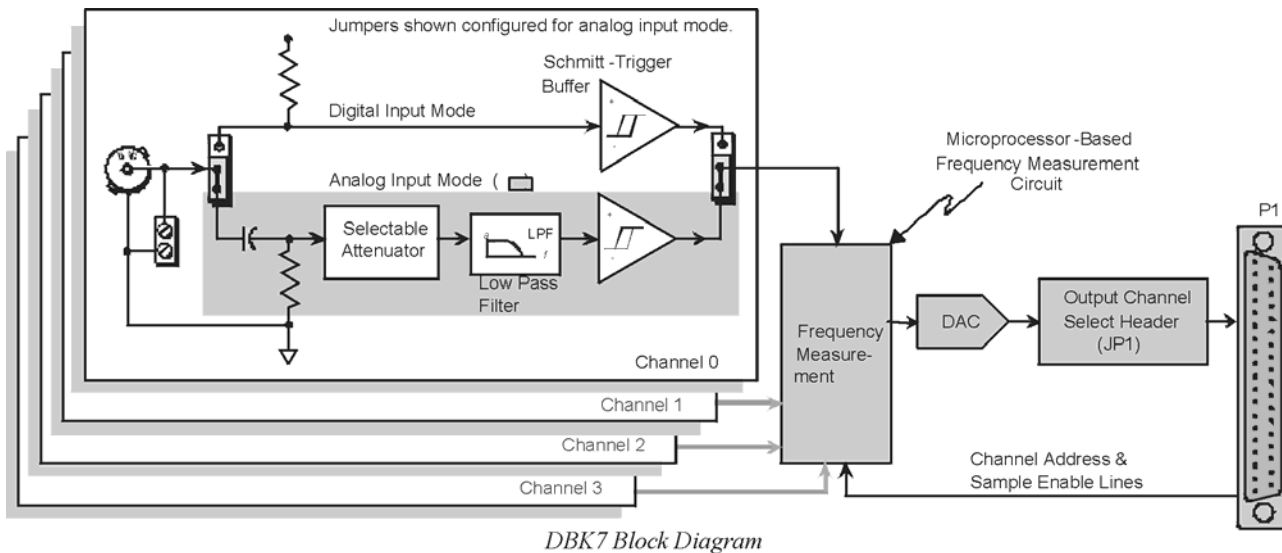 Jumpers shown configured for analog input mode.
Schmitt -Trigger
Buffer
Digital Input Mode
Analog Input Mode ( )
Selectable
Attenuator
LPF
f
Low Pass
Filter
Channel 0
Channel 1
Channel 2
Channel 3
Microprocessor -Based
Frequency Measurement
Circuit
Frequency
Measure-
ment
DAC
Output Channel
Select Header
(JP1)
P1
Channel Address &
Sample Enable Lines
DBK7 Block Diagram